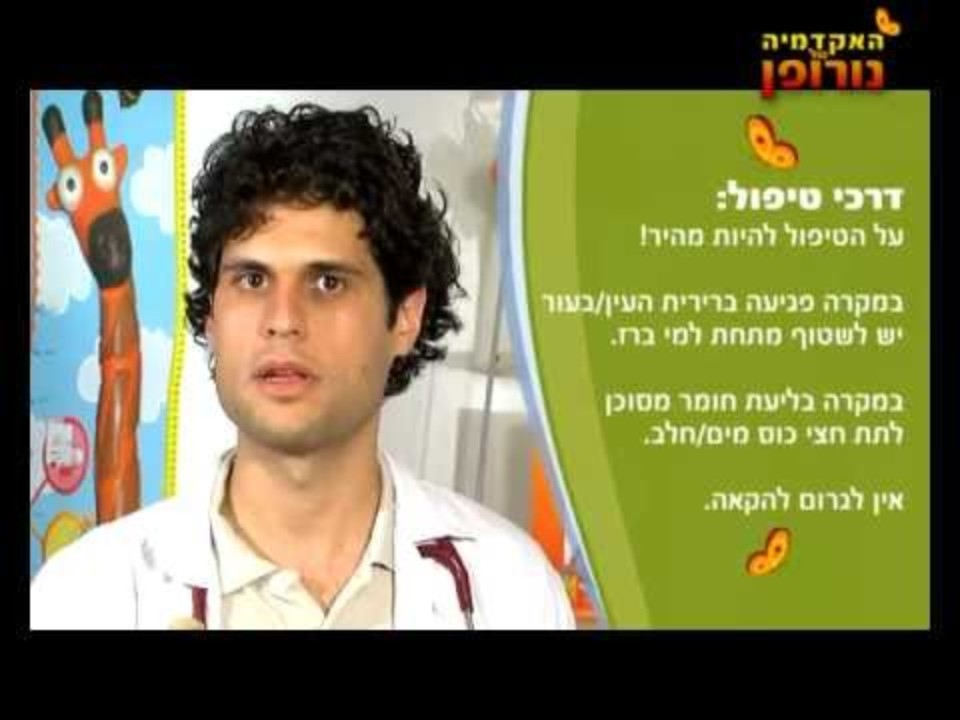 האקדמיה
של
נורופן
דרכי טיפול:
על הטיפול להיות מהיר!
במקרה פגיעה ברירית העין/בעור
יש לשטוף מתחת למי ברז.
במקרה בליעת חומר מסוכן
לתת חצי כוס מים/חלב.
אין לגרום להקאה.